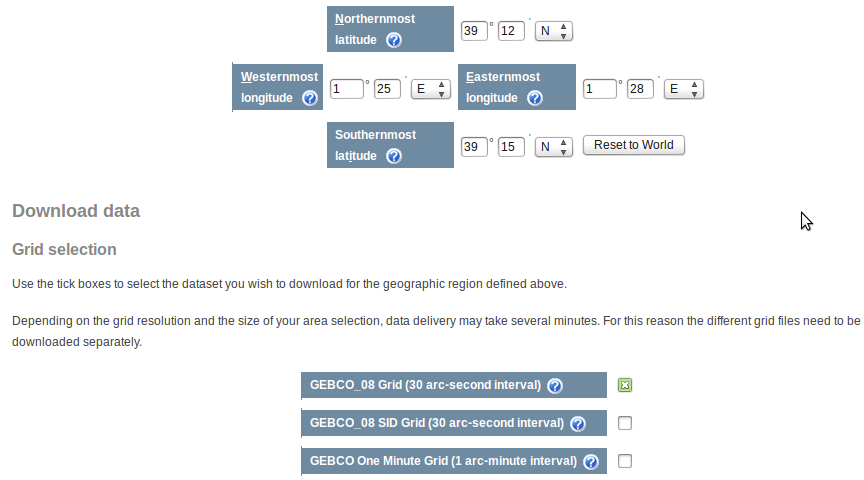 Northernmost
latitude ? 39 ° 12 ' N
Westernmost
longitude ? 1 ° 25 ' E
Easternmost
longitude ? 1 ° 28 ' E
Southernmost
latitude ? 39 ° 15 ' N Reset to World
Download data
Grid selection
Use the tick boxes to select the dataset you wish to download for the geographic region defined above.
Depending on the grid resolution and the size of your area selection, data delivery may take several minutes. For this reason the different grid files need to be
downloaded separately.
GEBCO_08 Grid (30 arc-second interval) ?
GEBCO_08 SID Grid (30 arc-second interval) ?
GEBCO One Minute Grid (1 arc-minute interval) ?